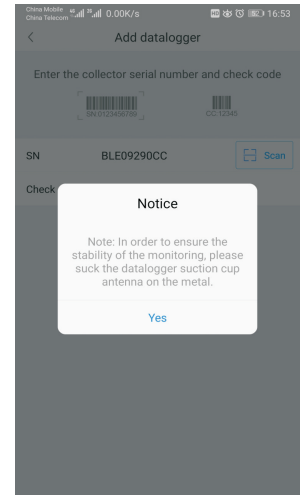 China Mobile 0.00K/s 16:53
China Telecom
Add datalogger
Enter the collector serial number and check code
SN:0123456789 CC:12345
SN BLE09290CC Scan
Check
Notice
Note: In order to ensure the
stability of the monitoring, please
suck the datalogger suction cup
antenna on the metal.
Yes